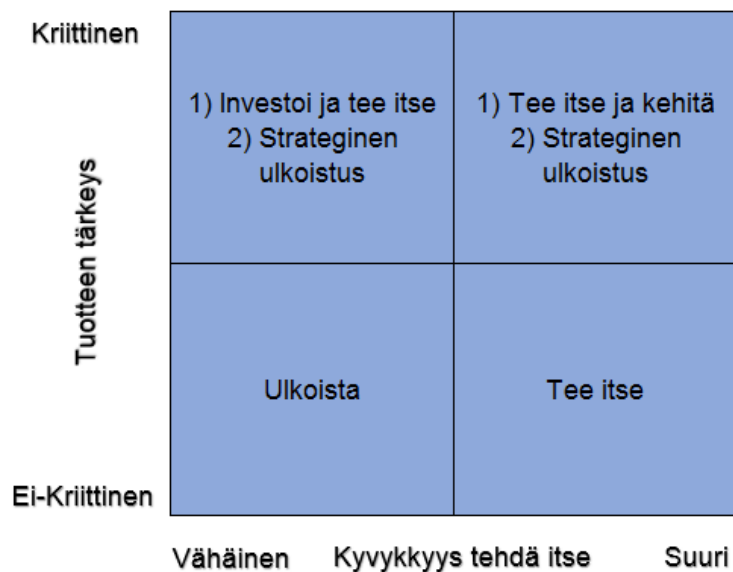 Kriittinen
1) Investoi ja tee itse
2) Strateginen
ulkoistus
1) Tee itse ja kehitä
2) Strateginen
ulkoistus
Tuotteen tärkeys
Ulkoista
Tee itse
Ei-Kriittinen
Vähäinen
Kyvykkyys tehdä itse
Suuri